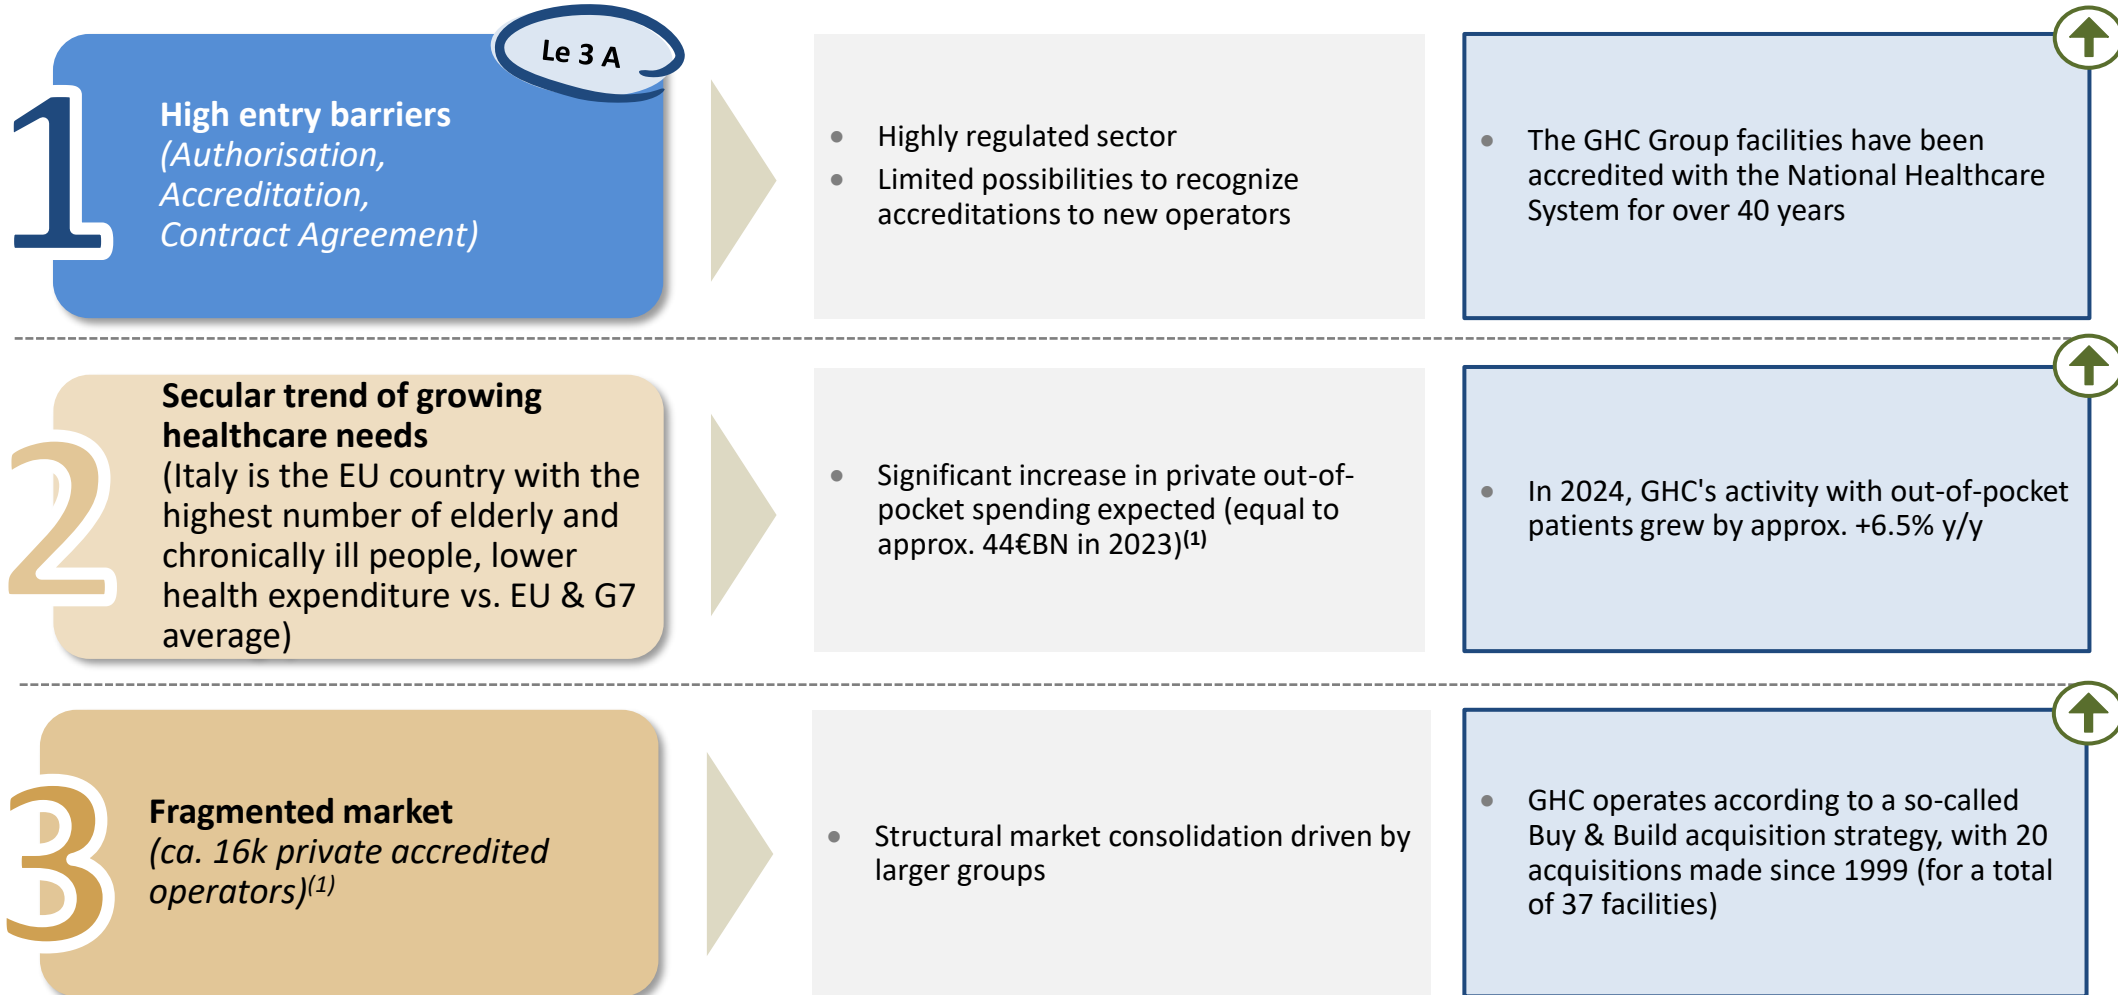 Le 3 A
1
High entry barriers
(Authorisation,
Accreditation,
Contract Agreement)
• Highly regulated sector
• Limited possibilities to recognize
accreditations to new operators
• The GHC Group facilities have been
accredited with the National Healthcare
System for over 40 years
2
Secular trend of growing
healthcare needs
(Italy is the EU country with the
highest number of elderly and
chronically ill people, lower
health expenditure vs. EU & G7
average)
• Significant increase in private out-of-
pocket spending expected (equal to
approx. 44€BN in 2023)(1)
• In 2024, GHC's activity with out-of-pocket
patients grew by approx. +6.5% y/y
3
Fragmented market
(ca. 16k private accredited
operators)(1)
• Structural market consolidation driven by
larger groups
• GHC operates according to a so-called
Buy & Build acquisition strategy, with 20
acquisitions made since 1999 (for a total
of 37 facilities)